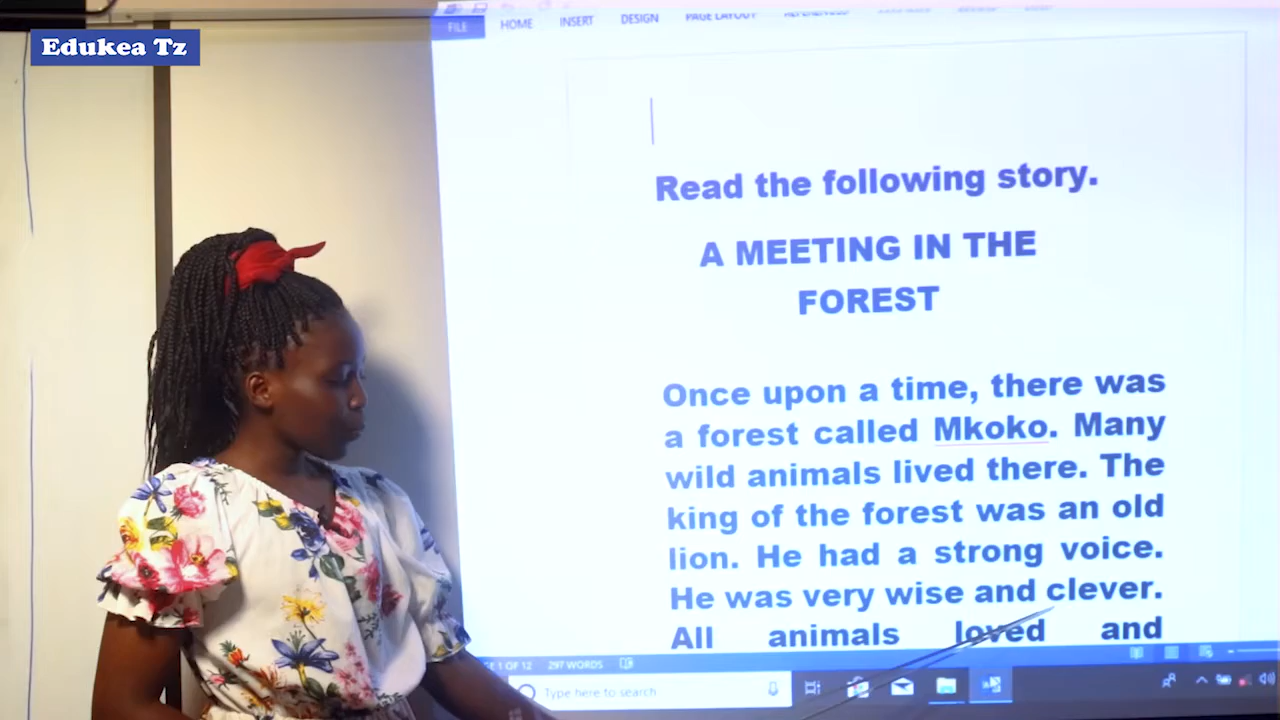 Edukea Tz
FILE HOME INSERT DESIGN PAGE LAYOUT
Read the following story.
A MEETING IN THE
FOREST
Once upon a time, there was
a forest called Mkoko. Many
wild animals lived there. The
king of the forest was an old
lion. He had a strong voice.
He was very wise and clever.
All animals loved and
1 OF 12 297 WORDS
Type here to search